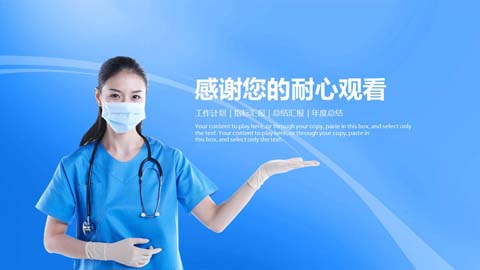 感谢您的耐心观看
工作计划 | 指标汇报 | 总结汇报 | 年度总结
Your content to play here, or through your copy, paste in this box, and select only
the text. Your content to play here, or through your copy, paste in
this box, and select only the text.